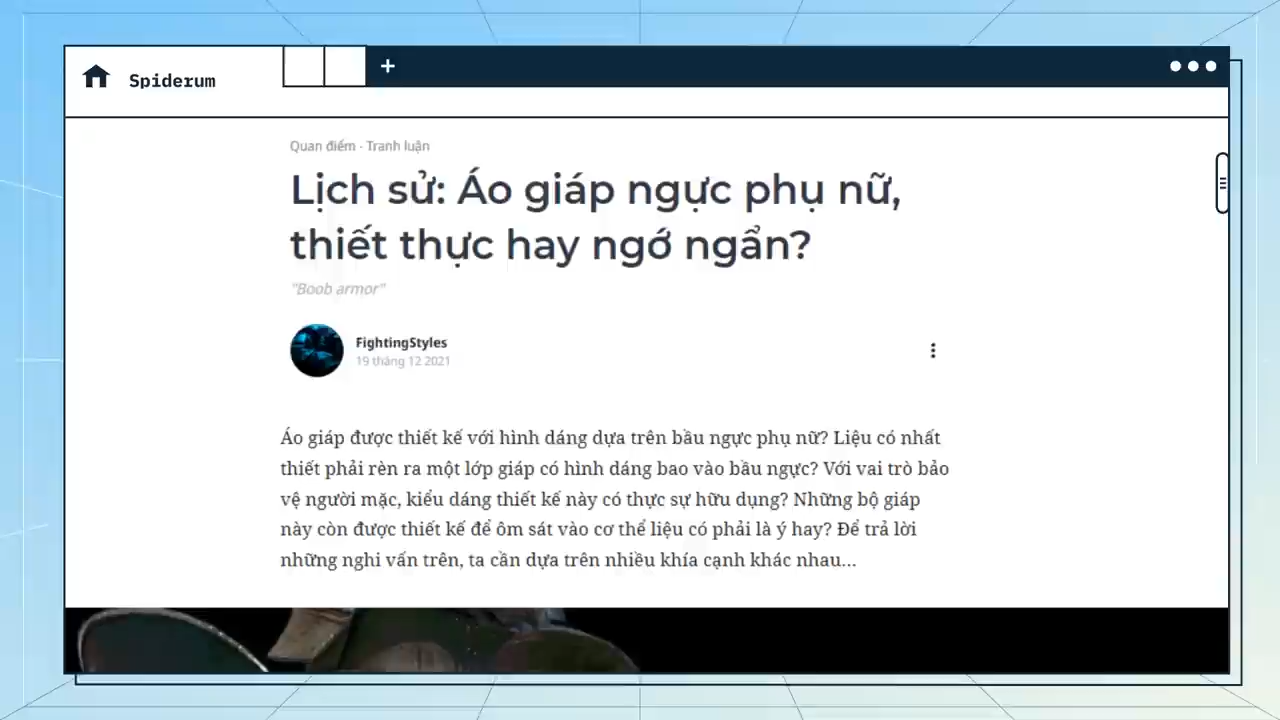 Spiderum
Quan điểm · Tranh luận
Lịch sử: Áo giáp ngực phụ nữ,
thiết thực hay ngớ ngẩn?
"Boob armor"
FightingStyles
19 tháng 12 2021
Áo giáp được thiết kế với hình dáng dựa trên bầu ngực phụ nữ? Liệu có nhất
thiết phải rèn ra một lớp giáp có hình dáng bao vào bầu ngực? Với vai trò bảo
vệ người mặc, kiểu dáng thiết kế này có thực sự hữu dụng? Những bộ giáp
này còn được thiết kế để ôm sát vào cơ thể liệu có phải là ý hay? Để trả lời
những nghi vấn trên, ta cần dựa trên nhiều khía cạnh khác nhau...